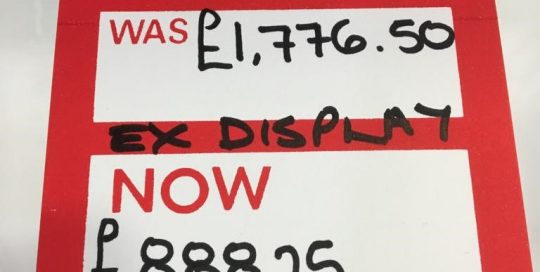 WAS £1,776.50
EX DISPLAY
NOW
£888.25